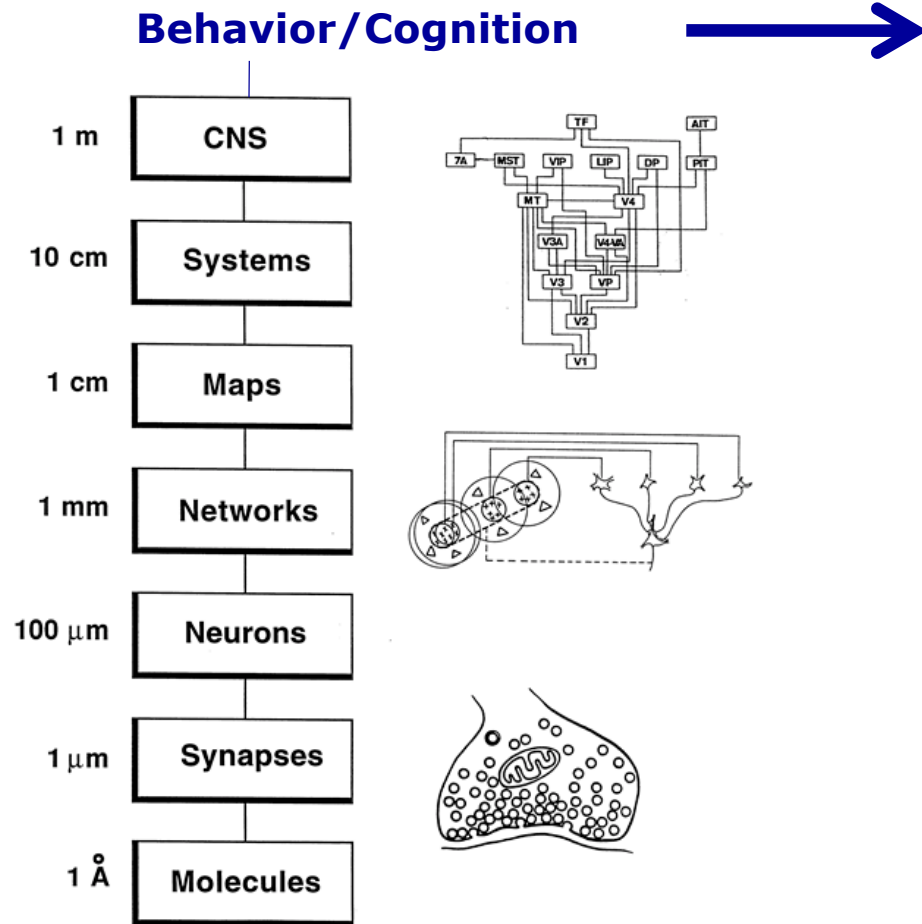 Behavior/Cognition
1 m
CNS
10 cm
Systems
1 cm
Maps
1 mm
Networks
100 μm
Neurons
1 μm
Synapses
1 Å
Molecules
TF
AIT
7A
MST
VIP
LIP
DP
PIT
MT
V4
V3A
V4-VA
V3
VP
V2
V1